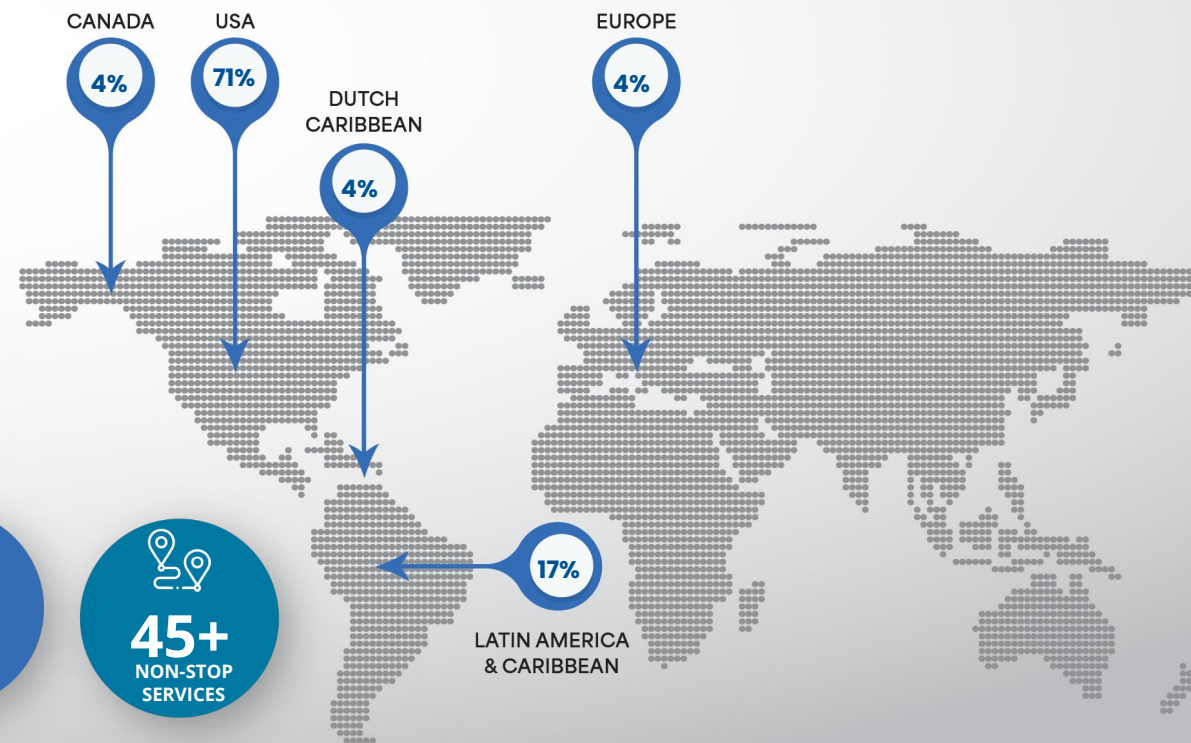 CANADA
4%
USA
71%
DUTCH
CARIBBEAN
4%
EUROPE
4%
17%
LATIN AMERICA
& CARIBBEAN
45+
NON-STOP
SERVICES